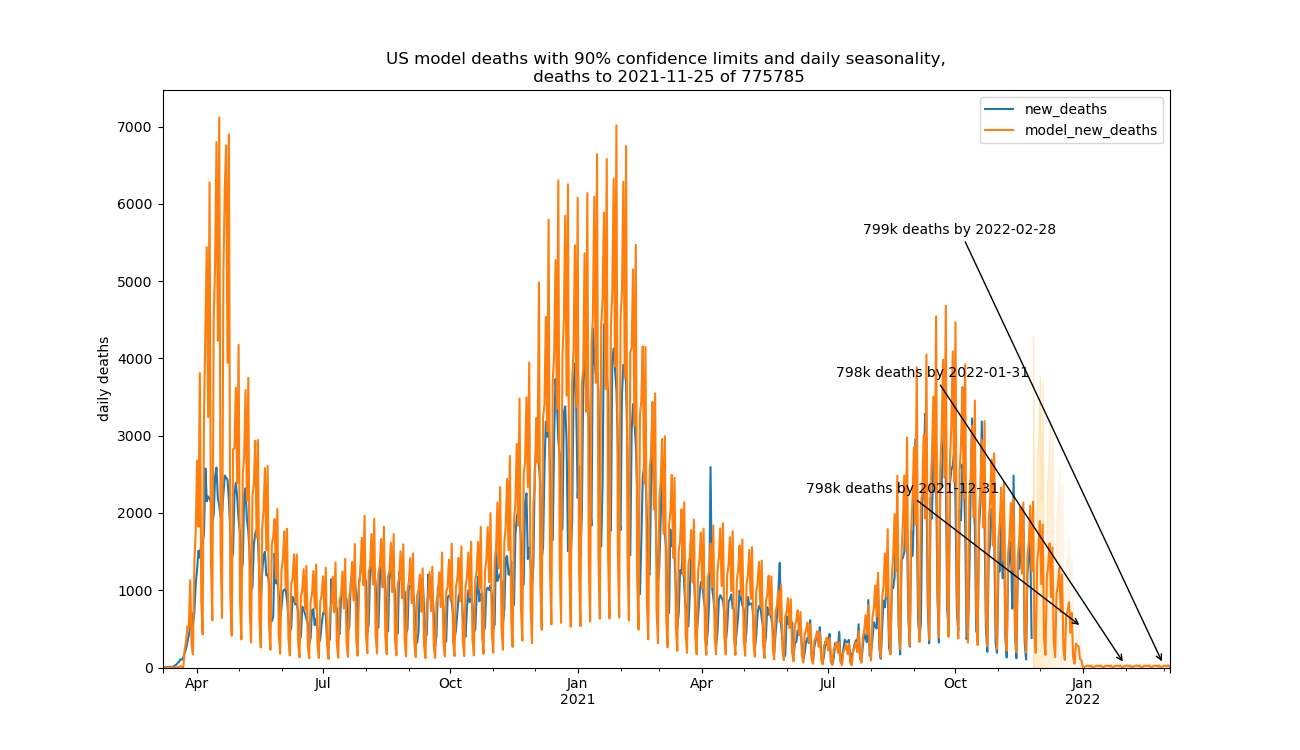 US model deaths with 90% confidence limits and daily seasonality,
deaths to 2021-11-25 of 775785
new_deaths
model_new_deaths
daily deaths
7000
6000
5000
4000
3000
2000
1000
0
799k deaths by 2022-02-28
798k deaths by 2022-01-31
798k deaths by 2021-12-31
Apr
Jul
Oct
Jan
2021
Apr
Jul
Oct
Jan
2022